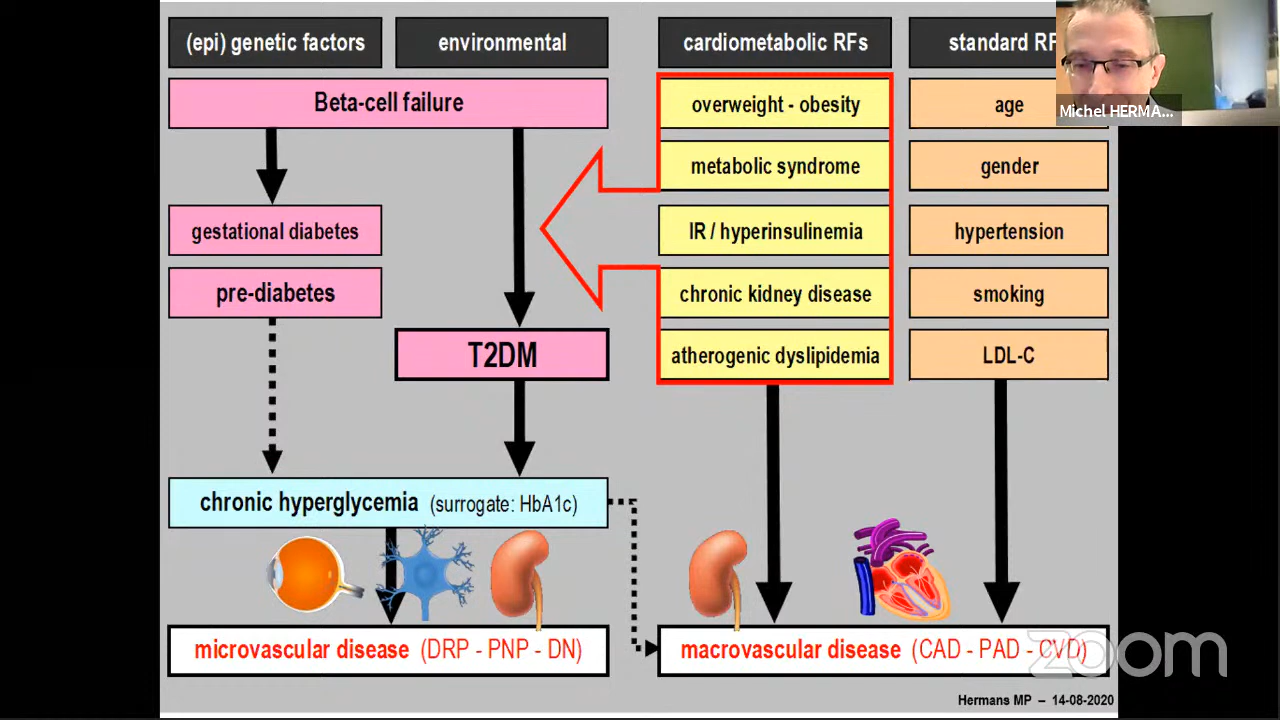 (epi) genetic factors
environmental
cardiometabolic RFs
standard RF
Beta-cell failure
overweight - obesity
age
Michel HERMA...
metabolic syndrome
gender
gestational diabetes
IR / hyperinsulinemia
hypertension
pre-diabetes
chronic kidney disease
smoking
T2DM
atherogenic dyslipidemia
LDL-C
chronic hyperglycemia (surrogate: HbA1c)
microvascular disease (DRP - PNP - DN)
macrovascular disease (CAD - PAD - CVD)
zoom
Hermans MP – 14-08-2020